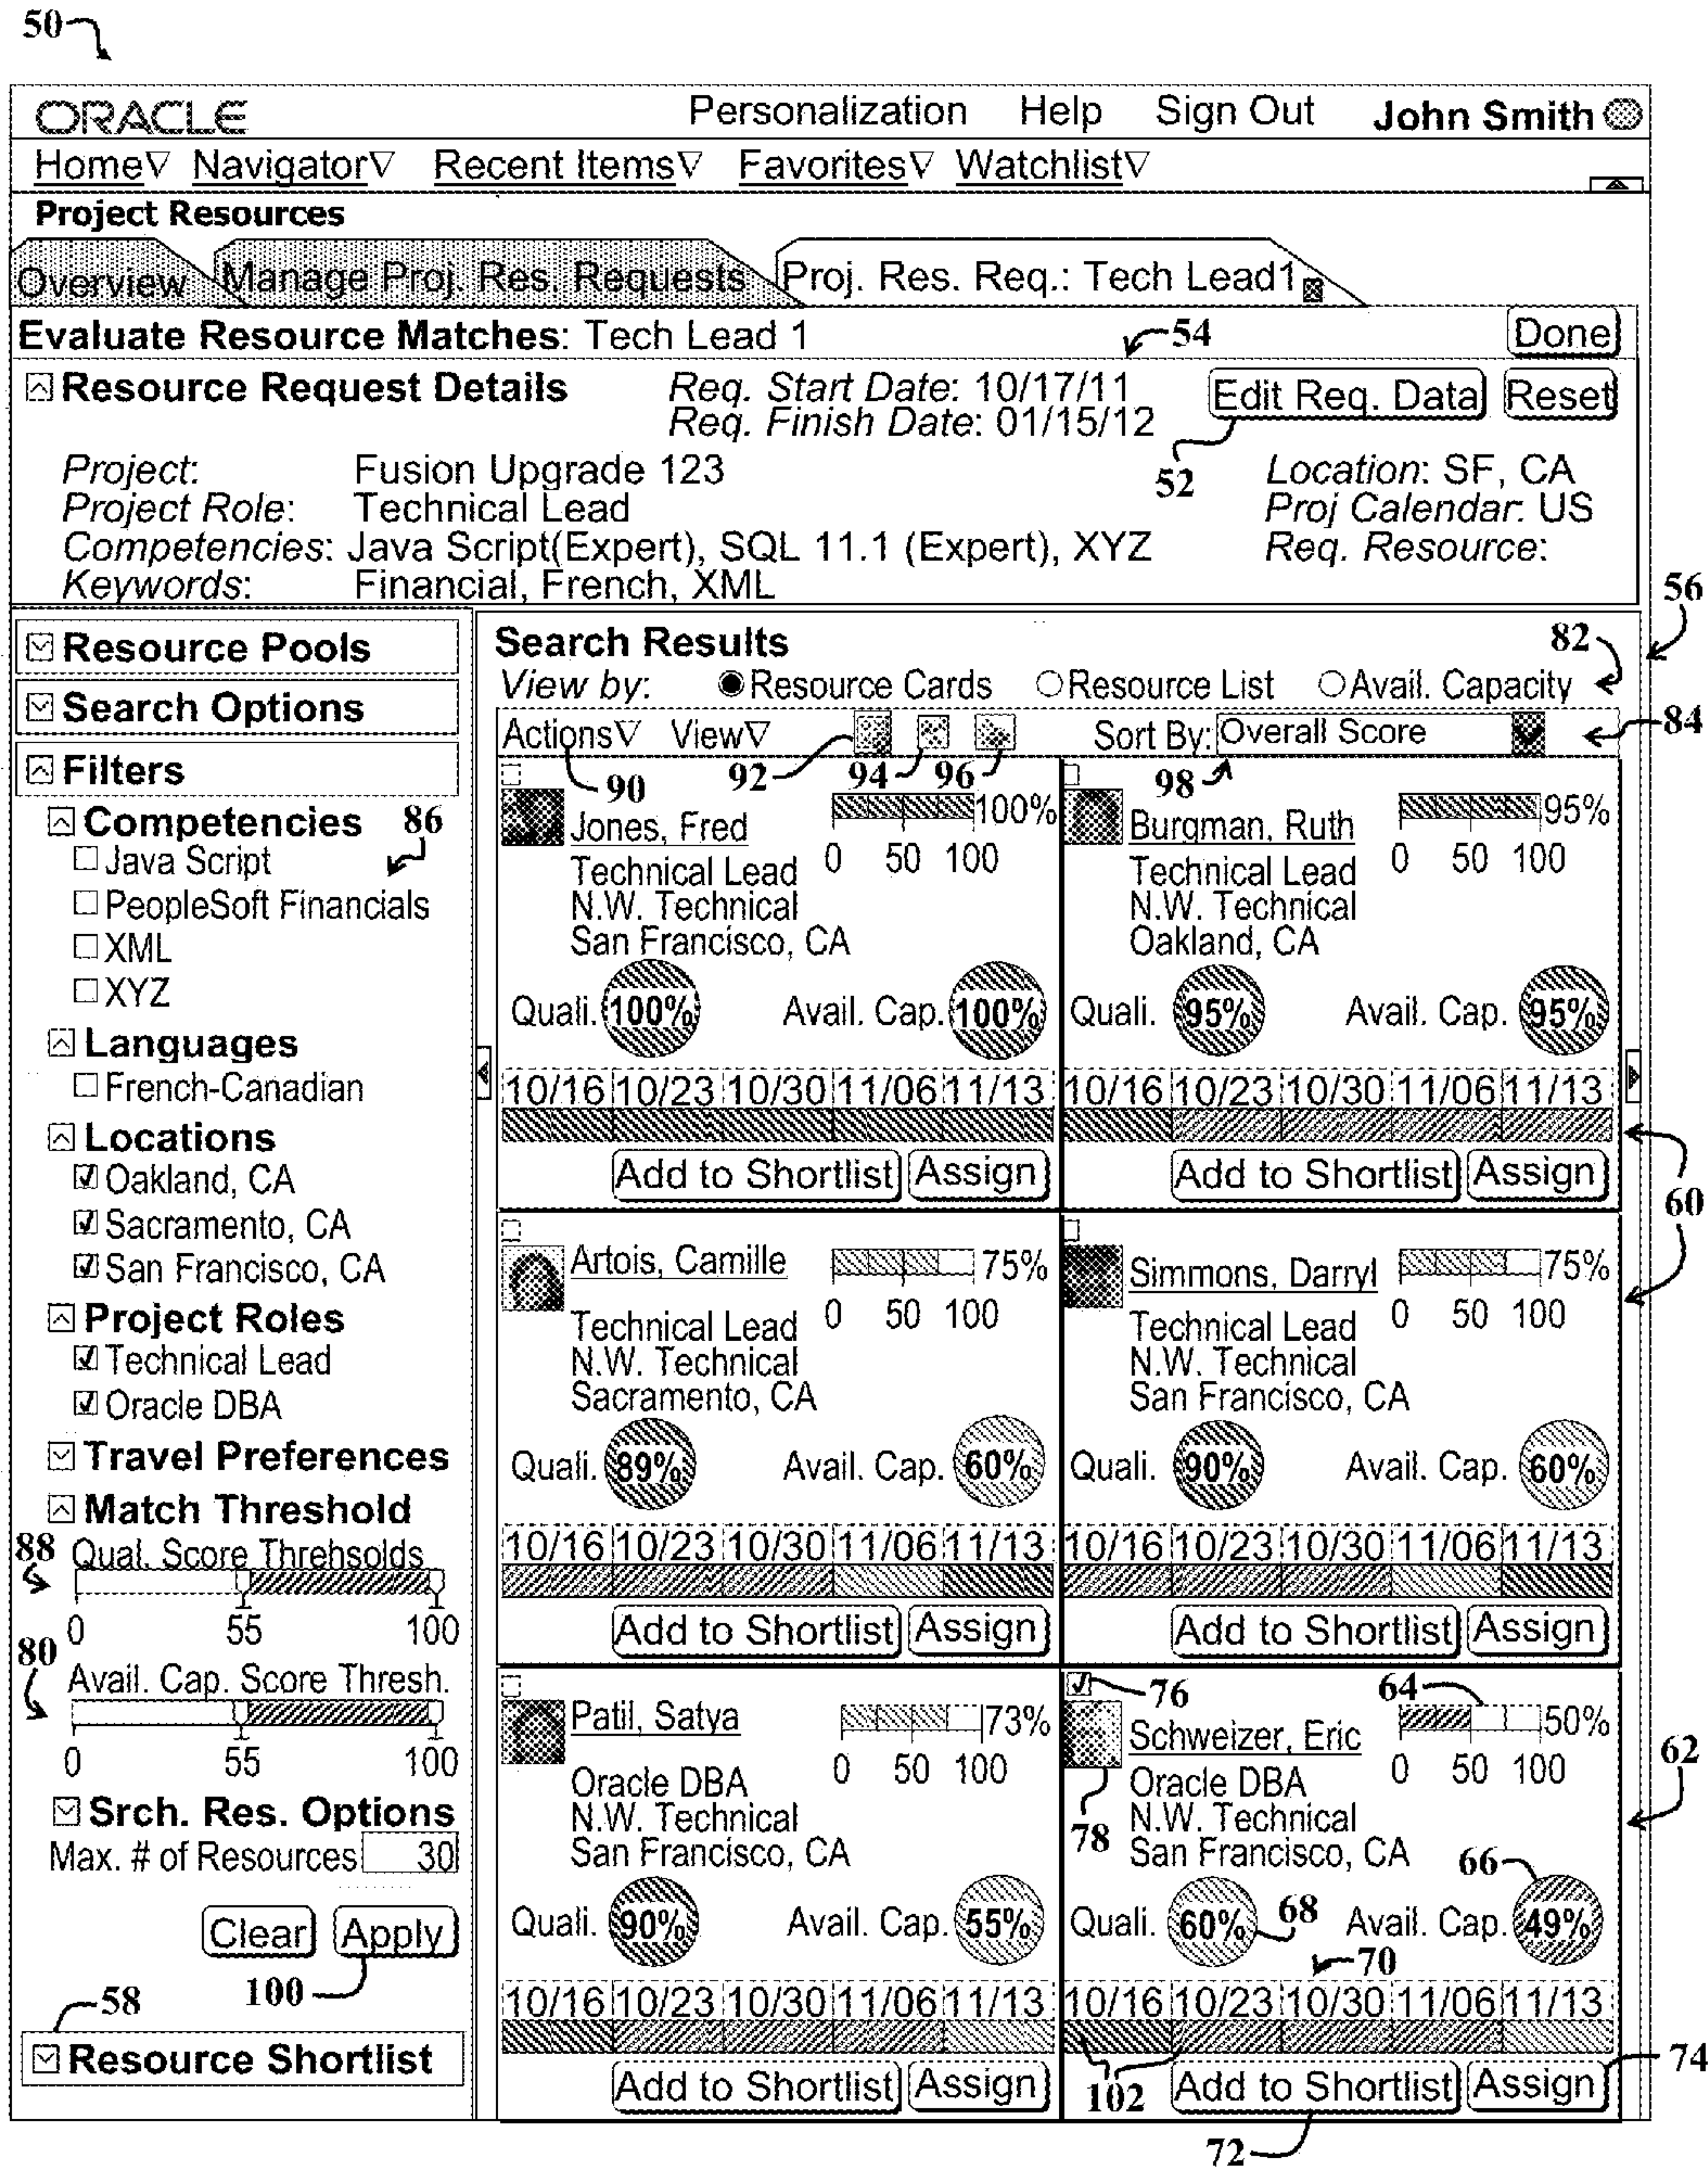 50
ORACLE Personalization Help Sign Out John Smith
Home Navigator Recent Items Favorites Watchlist
Project Resources
Overview Manage Proj. Res. Requests Proj. Res. Req.: Tech Lead1
Evaluate Resource Matches: Tech Lead 1 54 Done
Resource Request Details Req. Start Date: 10/17/11 Edit Req. Data Reset
Req. Finish Date: 01/15/12
52
Project: Fusion Upgrade 123 Location: SF, CA
Project Role: Technical Lead Proj Calendar: US
Competencies: Java Script(Expert), SQL 11.1 (Expert), XYZ Req. Resource:
Keywords: Financial, French, XML
56
Resource Pools
Search Options
Filters
Competencies 86
Java Script
PeopleSoft Financials
XML
XYZ
Languages
French-Canadian
Locations
Oakland, CA
Sacramento, CA
San Francisco, CA
Project Roles
Technical Lead
Oracle DBA
Travel Preferences
Match Threshold
88 Qual. Score Threhsolds
0 55 100
80 Avail. Cap. Score Thresh.
0 55 100
Srch. Res. Options
Max. # of Resources 30
Clear Apply
100
58
Resource Shortlist
Search Results 82
View by: Resource Cards Resource List Avail. Capacity
Actions View Sort By: Overall Score 84
90 92 94 96 98
Jones, Fred 100%
0 50 100
Technical Lead
N.W. Technical
San Francisco, CA
Quali. 100% Avail. Cap. 100%
10/16 10/23 10/30 11/06 11/13
Add to Shortlist Assign
Burgman, Ruth 95%
0 50 100
Technical Lead
N.W. Technical
Oakland, CA
Quali. 95% Avail. Cap. 95%
10/16 10/23 10/30 11/06 11/13
Add to Shortlist Assign
60
Artois, Camille 75%
0 50 100
Technical Lead
N.W. Technical
Sacramento, CA
Quali. 89% Avail. Cap. 60%
10/16 10/23 10/30 11/06 11/13
Add to Shortlist Assign
Simmons, Darryl 75%
0 50 100
Technical Lead
N.W. Technical
San Francisco, CA
Quali. 90% Avail. Cap. 60%
10/16 10/23 10/30 11/06 11/13
Add to Shortlist Assign
Patil, Satya 73%
0 50 100
Oracle DBA
N.W. Technical
San Francisco, CA
Quali. 90% Avail. Cap. 55%
10/16 10/23 10/30 11/06 11/13
Add to Shortlist Assign
76 64
Schweizer, Eric 50%
0 50 100
62
Oracle DBA
N.W. Technical
78
San Francisco, CA
66
Quali. 60% 68 Avail. Cap. 49%
70
10/16 10/23 10/30 11/06 11/13
102 Add to Shortlist Assign 74
72